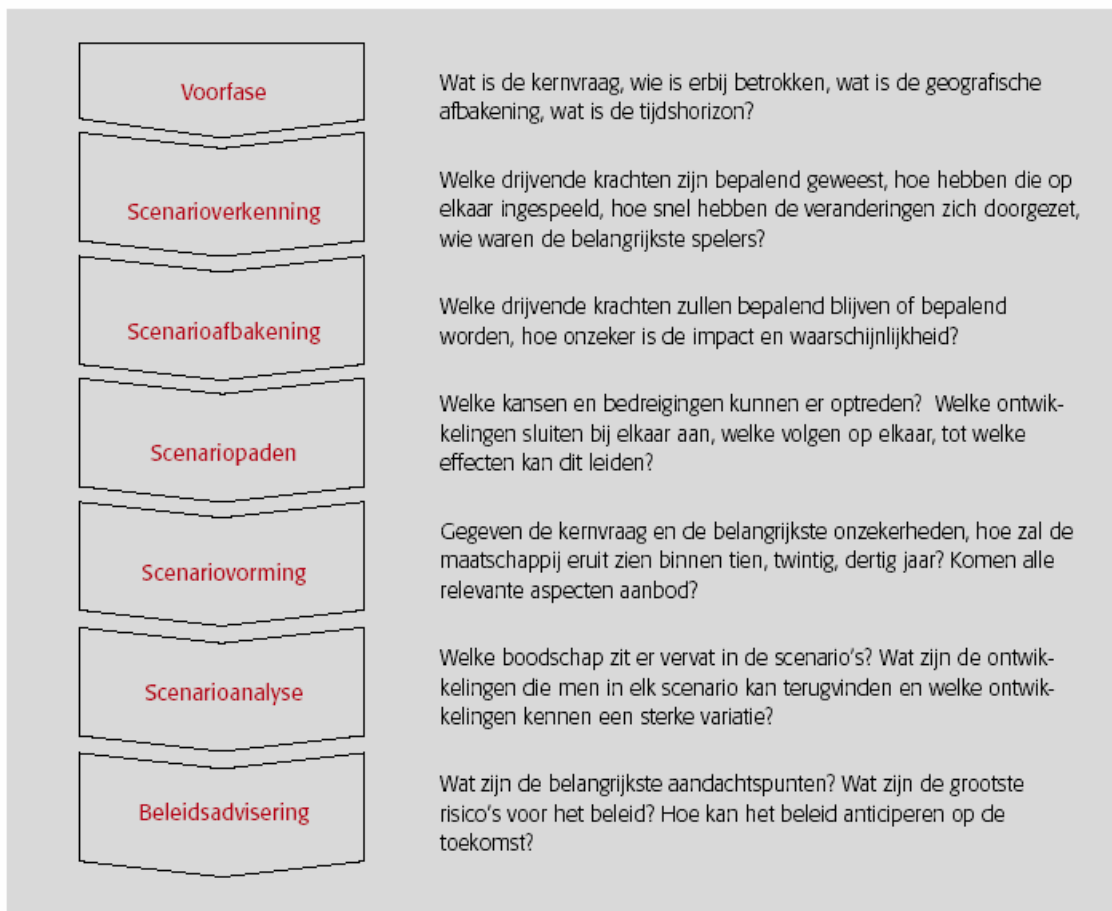 Voorfase
Wat is de kernvraag, wie is erbij betrokken, wat is de geografische
afbakening, wat is de tijdshorizon?
Scenarioverkenning
Welke drijvende krachten zijn bepalend geweest, hoe hebben die op
elkaar ingespeeld, hoe snel hebben de veranderingen zich doorgezet,
wie waren de belangrijkste spelers?
Scenarioafbakening
Welke drijvende krachten zullen bepalend blijven of bepalend
worden, hoe onzeker is de impact en waarschijnlijkheid?
Scenariopaden
Welke kansen en bedreigingen kunnen er optreden? Welke ontwik-
kelingen sluiten bij elkaar aan, welke volgen op elkaar, tot welke
effecten kan dit leiden?
Scenariovorming
Gegeven de kernvraag en de belangrijkste onzekerheden, hoe zal de
maatschappij eruit zien binnen tien, twintig, dertig jaar? Komen alle
relevante aspecten aanbod?
Scenarioanalyse
Welke boodschap zit er vervat in de scenario's? Wat zijn de ontwik-
kelingen die men in elk scenario kan terugvinden en welke ontwik-
kelingen kennen een sterke variatie?
Beleidsadvisering
Wat zijn de belangrijkste aandachtspunten? Wat zijn de grootste
risico's voor het beleid? Hoe kan het beleid anticiperen op de
toekomst?